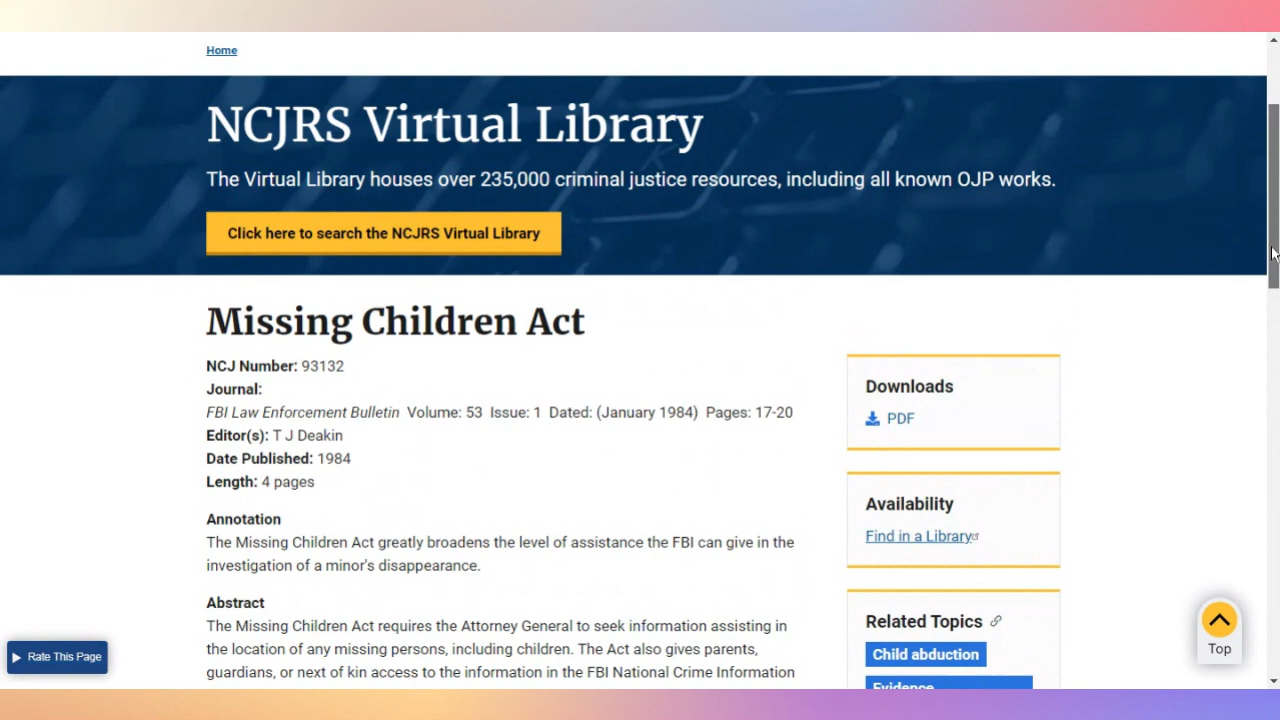 Home
NCJRS Virtual Library
The Virtual Library houses over 235,000 criminal justice resources, including all known OJP works.
Click here to search the NCJRS Virtual Library
Missing Children Act
NCJ Number: 93132
Journal:
FBI Law Enforcement Bulletin Volume: 53 Issue: 1 Dated: (January 1984) Pages: 17-20
Editor(s): T J Deakin
Date Published: 1984
Length: 4 pages
Annotation
The Missing Children Act greatly broadens the level of assistance the FBI can give in the
investigation of a minor's disappearance.
Abstract
The Missing Children Act requires the Attorney General to seek information assisting in
the location of any missing persons, including children. The Act also gives parents,
guardians, or next of kin access to the information in the FBI National Crime Information
Downloads
PDF
Availability
Find in a Library
Related Topics
Child abduction
Evidence
Rate This Page
Top